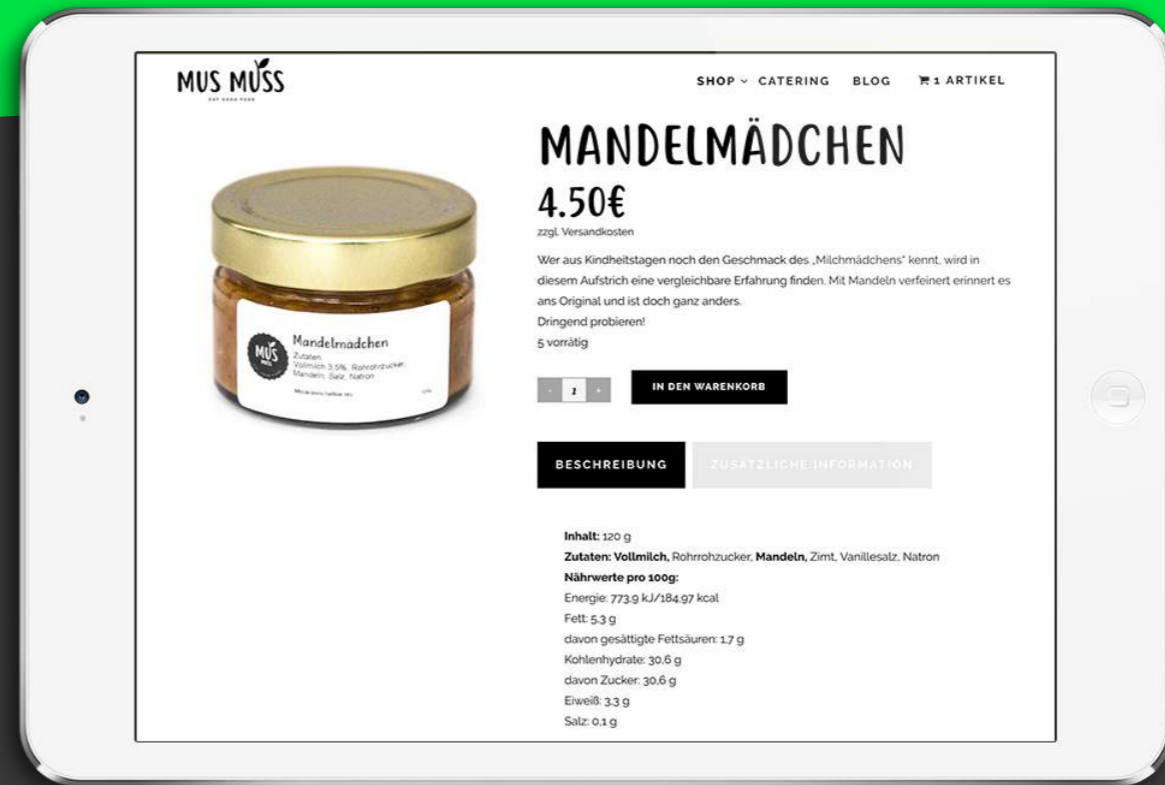 MUS MUSS
EAT GOOD FOOD
SHOP CATERING BLOG 1 ARTIKEL
MANDELMÄDCHEN
4.50€
zzgl. Versandkosten
Wer aus Kindheitstagen noch den Geschmack des „Milchmädchens“ kennt, wird in
diesem Aufstrich eine vergleichbare Erfahrung finden. Mit Mandeln verfeinert erinnert es
ans Original und ist doch ganz anders.
Dringend probieren!
5 vorrätig
- 1 +
IN DEN WARENKORB
MUS
MUSS
Mandelmädchen
Zutaten:
Vollmilch 3,5%, Rohrohrzucker,
Mandeln, Salz, Natron
BESCHREIBUNG
ZUSÄTZLICHE INFORMATION
Inhalt: 120 g
Zutaten: Vollmilch, Rohrrohzucker, Mandeln, Zimt, Vanillesalz, Natron
Nährwerte pro 100g:
Energie: 773,9 kJ/184,97 kcal
Fett: 5,3 g
davon gesättigte Fettsäuren: 1,7 g
Kohlenhydrate: 30,6 g
davon Zucker: 30,6 g
Eiweiß: 3,3 g
Salz: 0,1 g